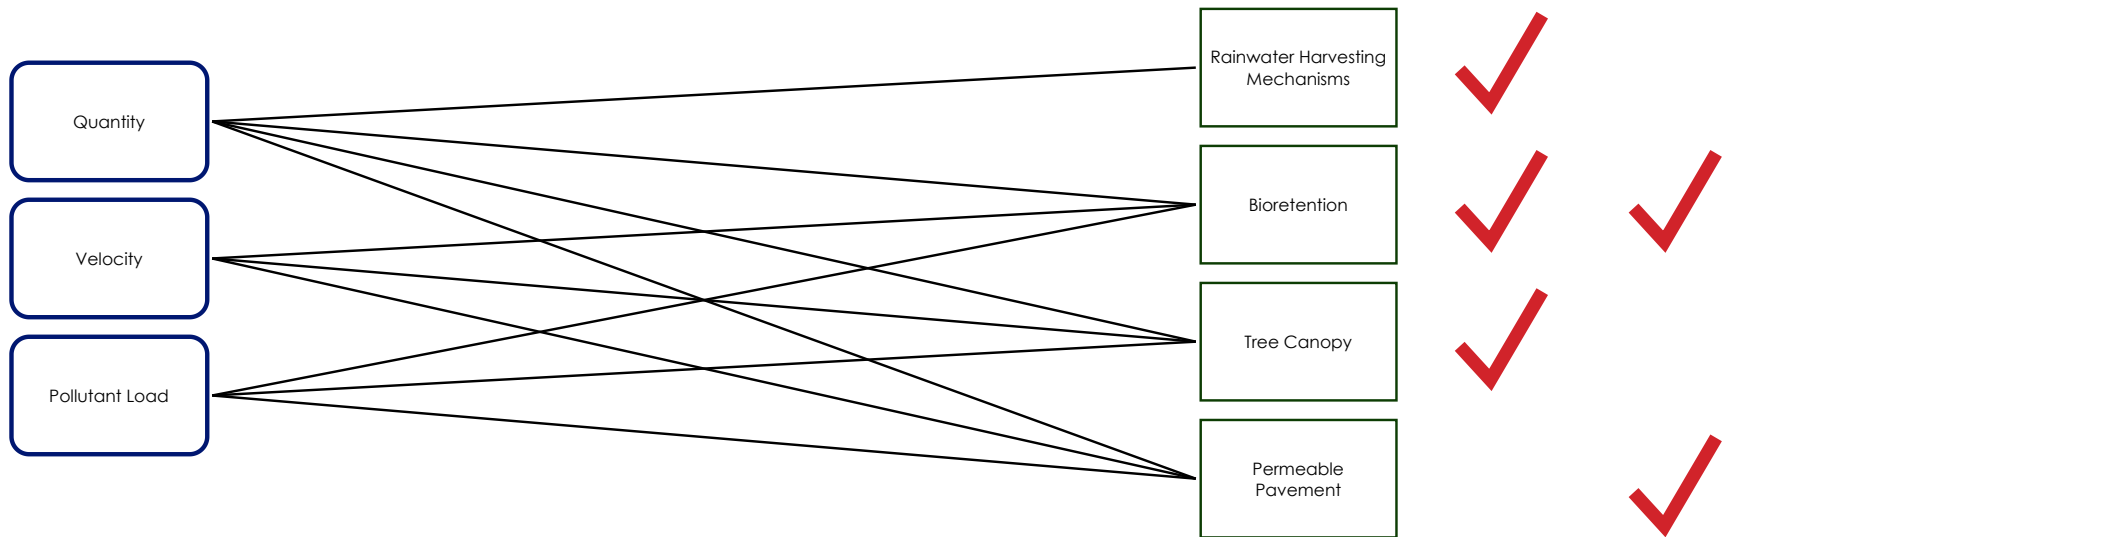 Quantity
Velocity
Pollutant Load
Rainwater Harvesting
Mechanisms
Bioretention
Tree Canopy
Permeable
Pavement